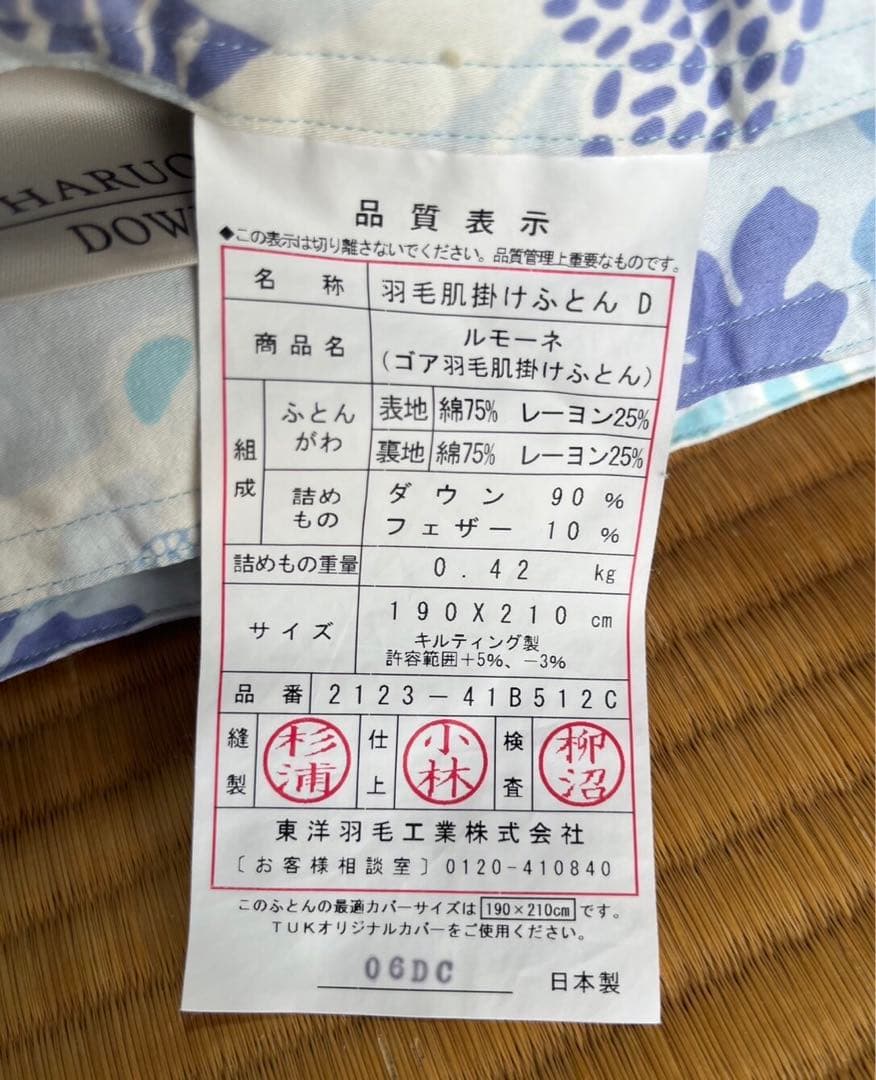 HARUO
DOW
品質表示
◆この表示は切り離さないでください。品質管理上重要なものです。
名称 羽毛肌掛けふとん D
商品名 ルモーネ
(ゴア羽毛肌掛けふとん)
組成 ふとんがわ 表地 綿75% レーヨン25%
裏地 綿75% レーヨン25%
詰めもの ダウン 90%
フェザー 10%
詰めもの重量 0.42 kg
サイズ 190X210 cm
キルティング製
許容範囲+5%、-3%
品番 2123-41B512C
縫製 杉浦 仕上 小林 検査 柳沼
東洋羽毛工業株式会社
〔お客様相談室〕0120-410840
このふとんの最適カバーサイズは 190×210cm です。
TUKオリジナルカバーをご使用ください。
06DC 日本製